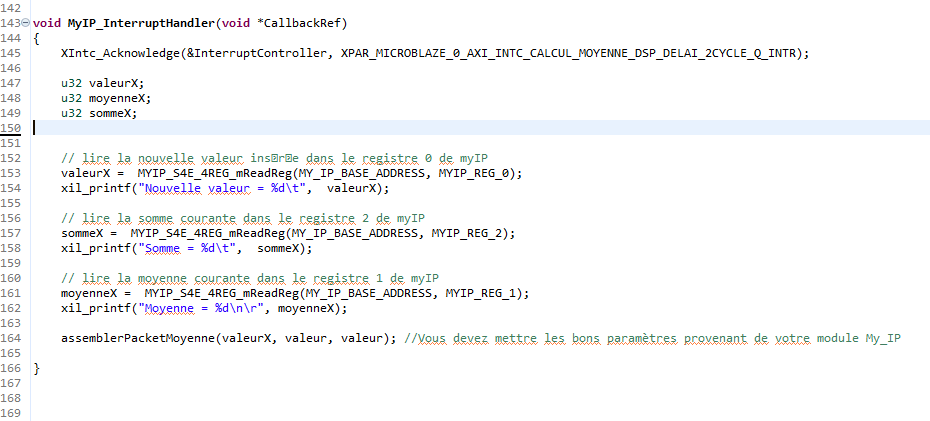 142
143 void MyIP_InterruptHandler(void *CallbackRef)
144 {
145 XIntc_Acknowledge(&InterruptController, XPAR_MICROBLAZE_0_AXI_INTC_CALCUL_MOYENNE_DSP_DELAI_2CYCLE_Q_INTR);
146
147 u32 valeurX;
148 u32 moyenneX;
149 u32 sommeX;
150
151
152 // lire la nouvelle valeur ins�r�e dans le registre 0 de myIP
153 valeurX = MYIP_S4E_4REG_mReadReg(MY_IP_BASE_ADDRESS, MYIP_REG_0);
154 xil_printf("Nouvelle valeur = %d\t", valeurX);
155
156 // lire la somme courante dans le registre 2 de myIP
157 sommeX = MYIP_S4E_4REG_mReadReg(MY_IP_BASE_ADDRESS, MYIP_REG_2);
158 xil_printf("Somme = %d\t", sommeX);
159
160 // lire la moyenne courante dans le registre 1 de myIP
161 moyenneX = MYIP_S4E_4REG_mReadReg(MY_IP_BASE_ADDRESS, MYIP_REG_1);
162 xil_printf("Moyenne = %d\n\r", moyenneX);
163
164 assemblerPacketMoyenne(valeurX, valeur, valeur); //Vous devez mettre les bons paramètres provenant de votre module My_IP
165
166 }
167
168
169